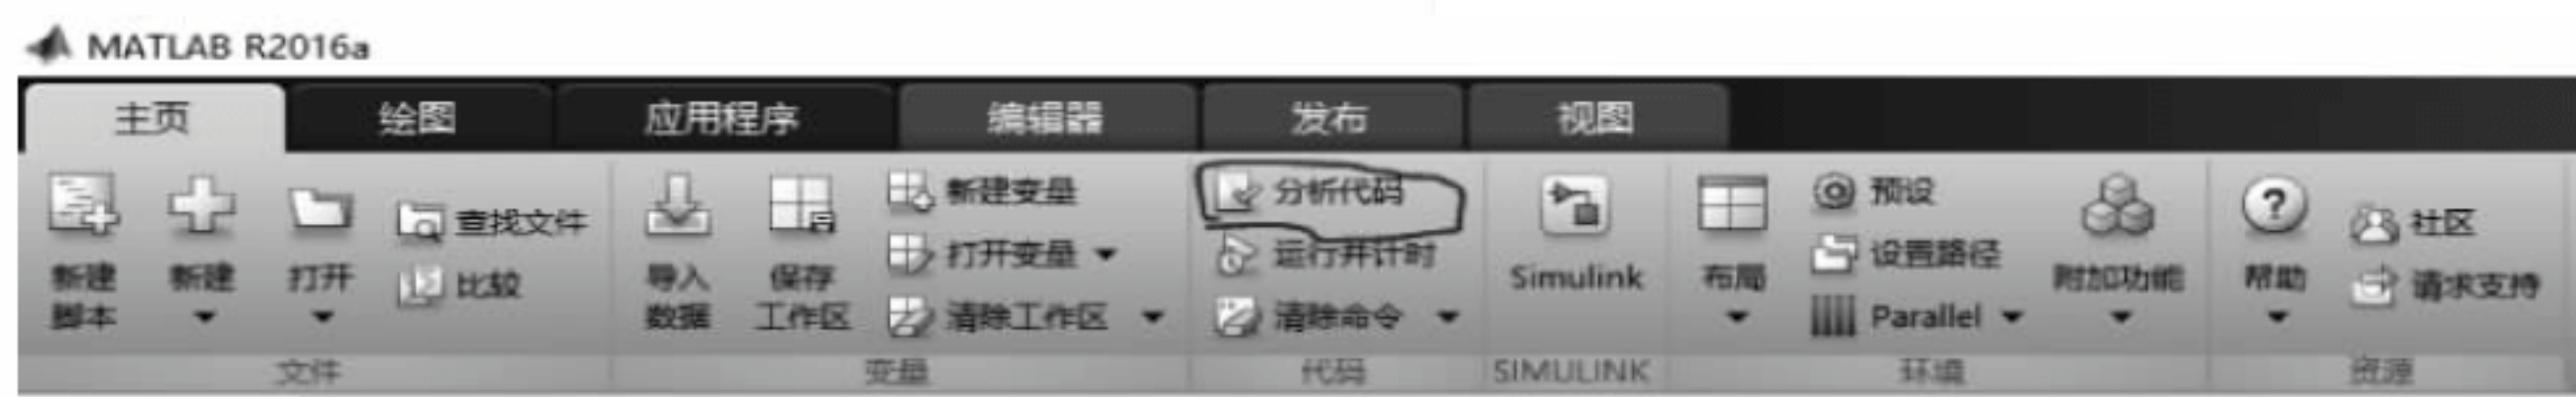 MATLAB R2016a
主页 绘图 应用程序 编辑器 发布 视图
新建脚本
新建
打开
查找文件
比较
文件
导入数据
保存工作区
新建变量
打开变量
清除工作区
变量
分析代码
运行并计时
清除命令
代码
Simulink
SIMULINK
布局
预设
设置路径
Parallel
附加功能
环境
帮助
社区
请求支持
资源